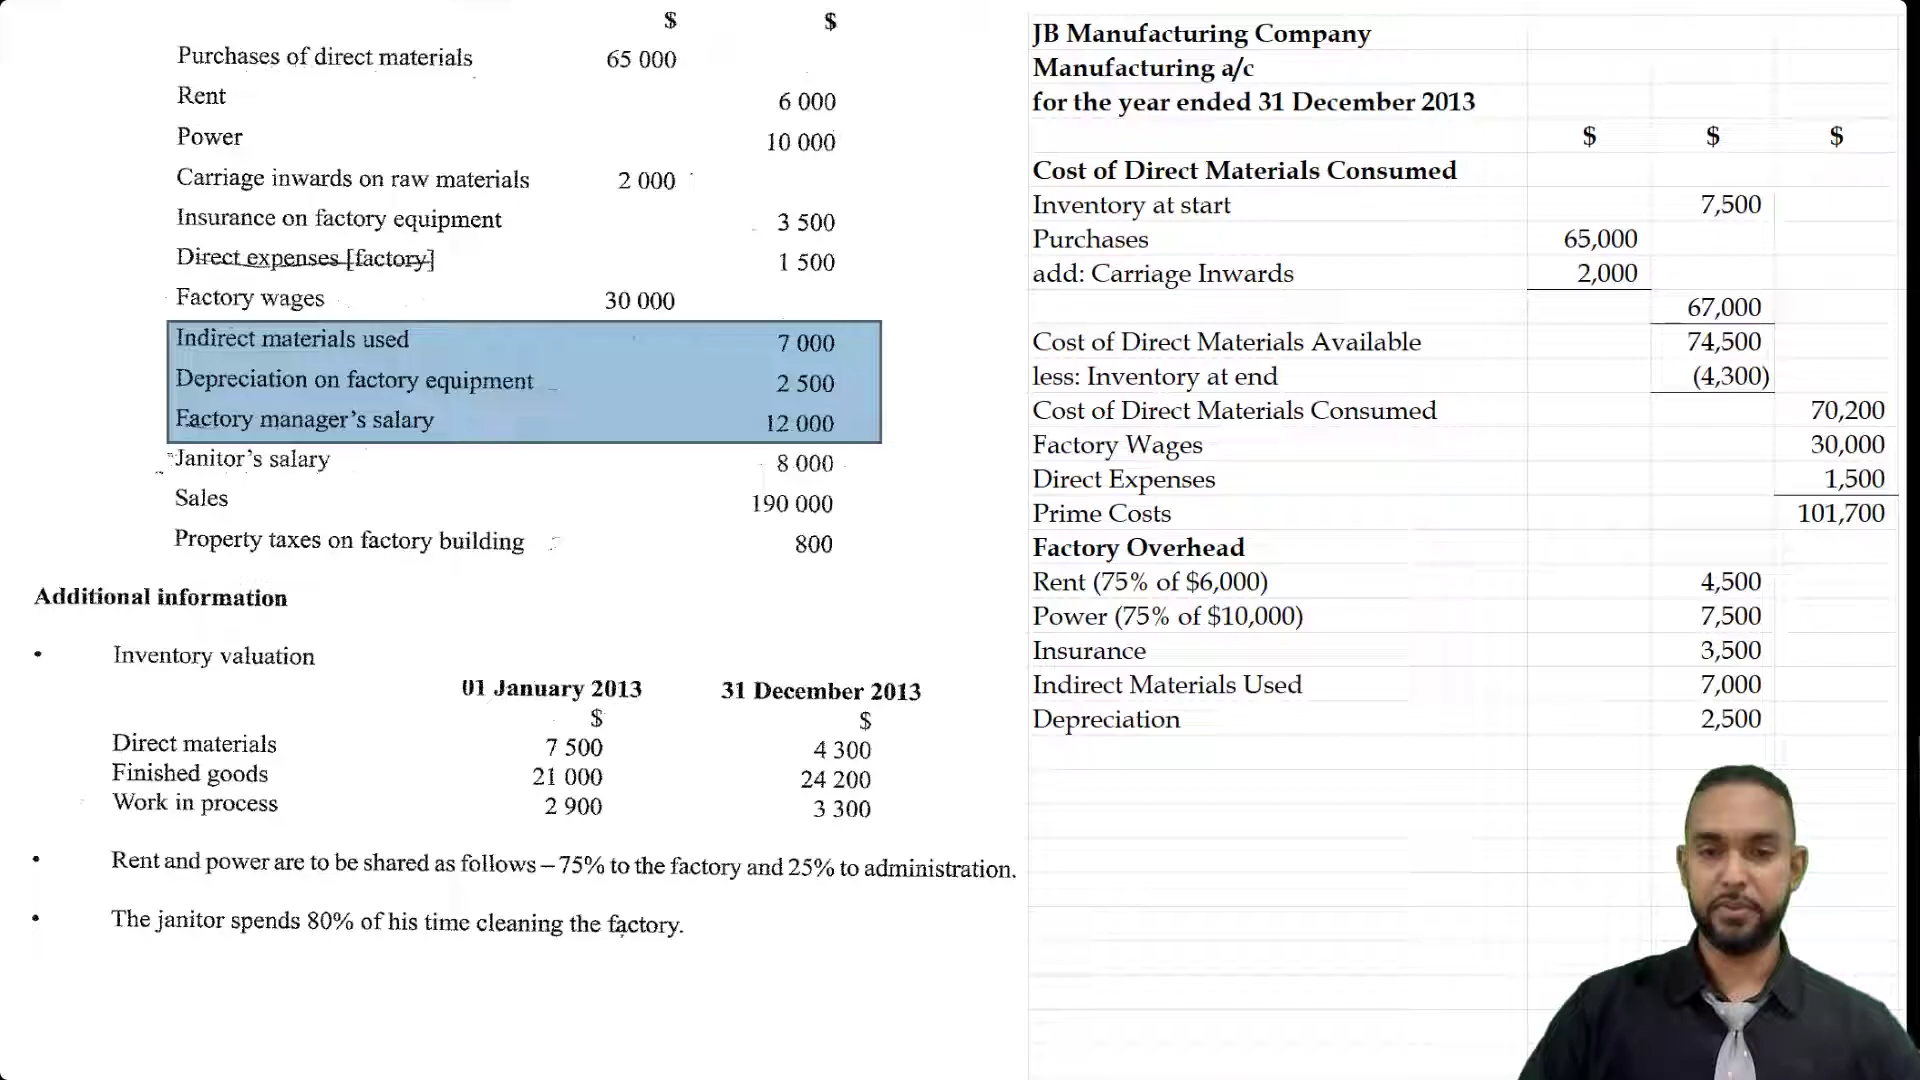 $ $
Purchases of direct materials 65 000
Rent 6 000
Power 10 000
Carriage inwards on raw materials 2 000
Insurance on factory equipment 3 500
Direct expenses [factory] 1 500
Factory wages 30 000
Indirect materials used 7 000
Depreciation on factory equipment 2 500
Factory manager's salary 12 000
Janitor's salary 8 000
Sales 190 000
Property taxes on factory building 800
Additional information
• Inventory valuation
01 January 2013 31 December 2013
$ $
Direct materials 7 500 4 300
Finished goods 21 000 24 200
Work in process 2 900 3 300
• Rent and power are to be shared as follows – 75% to the factory and 25% to administration.
• The janitor spends 80% of his time cleaning the factory.
JB Manufacturing Company
Manufacturing a/c
for the year ended 31 December 2013
$ $ $
Cost of Direct Materials Consumed
Inventory at start 7,500
Purchases 65,000
add: Carriage Inwards 2,000
67,000
Cost of Direct Materials Available 74,500
less: Inventory at end (4,300)
Cost of Direct Materials Consumed 70,200
Factory Wages 30,000
Direct Expenses 1,500
Prime Costs 101,700
Factory Overhead
Rent (75% of $6,000) 4,500
Power (75% of $10,000) 7,500
Insurance 3,500
Indirect Materials Used 7,000
Depreciation 2,500